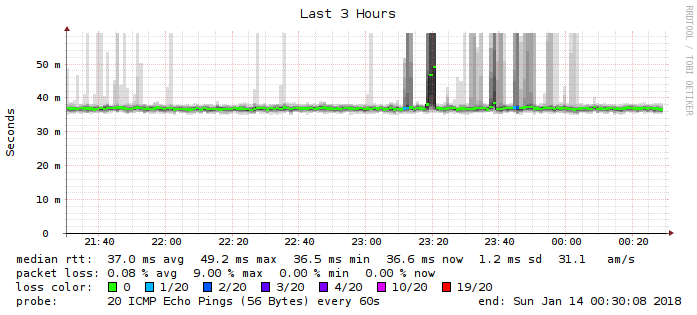 Last 3 Hours
RRDTOOL / TOBI OETIKER
Seconds
50 m
40 m
30 m
20 m
10 m
0
21:40 22:00 22:20 22:40 23:00 23:20 23:40 00:00 00:20
median rtt: 37.0 ms avg 49.2 ms max 36.5 ms min 36.6 ms now 1.2 ms sd 31.1 am/s
packet loss: 0.08 % avg 9.00 % max 0.00 % min 0.00 % now
loss color: 0 1/20 2/20 3/20 4/20 10/20 19/20
probe: 20 ICMP Echo Pings (56 Bytes) every 60s end: Sun Jan 14 00:30:08 2018